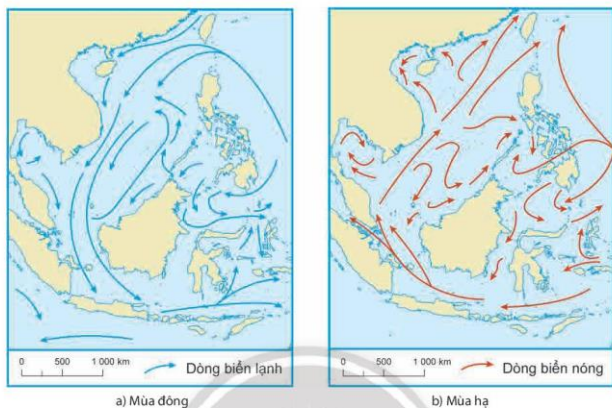 0 500 1 000 km
Dòng biển lạnh
a) Mùa đông
0 500 1 000 km
Dòng biển nóng
b) Mùa hạ